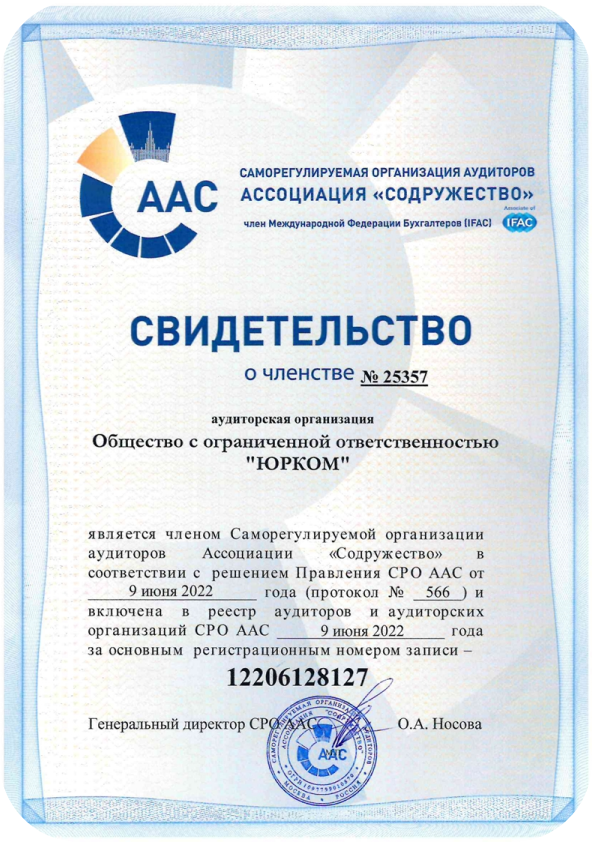 ААС
САМОРЕГУЛИРУЕМАЯ ОРГАНИЗАЦИЯ АУДИТОРОВ
АССОЦИАЦИЯ «СОДРУЖЕСТВО»
Associate of
член Международной Федерации Бухгалтеров (IFAC)
IFAC
СВИДЕТЕЛЬСТВО
о членстве № 25357
аудиторская организация
Общество с ограниченной ответственностью
"ЮРКОМ"
является членом Саморегулируемой организации
аудиторов Ассоциации «Содружество» в
соответствии с решением Правления СРО ААС от
9 июня 2022 года (протокол № 566 ) и
включена в реестр аудиторов и аудиторских
организаций СРО ААС 9 июня 2022 года
за основным регистрационным номером записи –
12206128127
Генеральный директор СРО ААС О.А. Носова
САМОРЕГУЛИРУЕМАЯ ОРГАНИЗАЦИЯ АУДИТОРОВ
АССОЦИАЦИЯ "СОДРУЖЕСТВО"
ААС
МОСКВА РОССИЯ